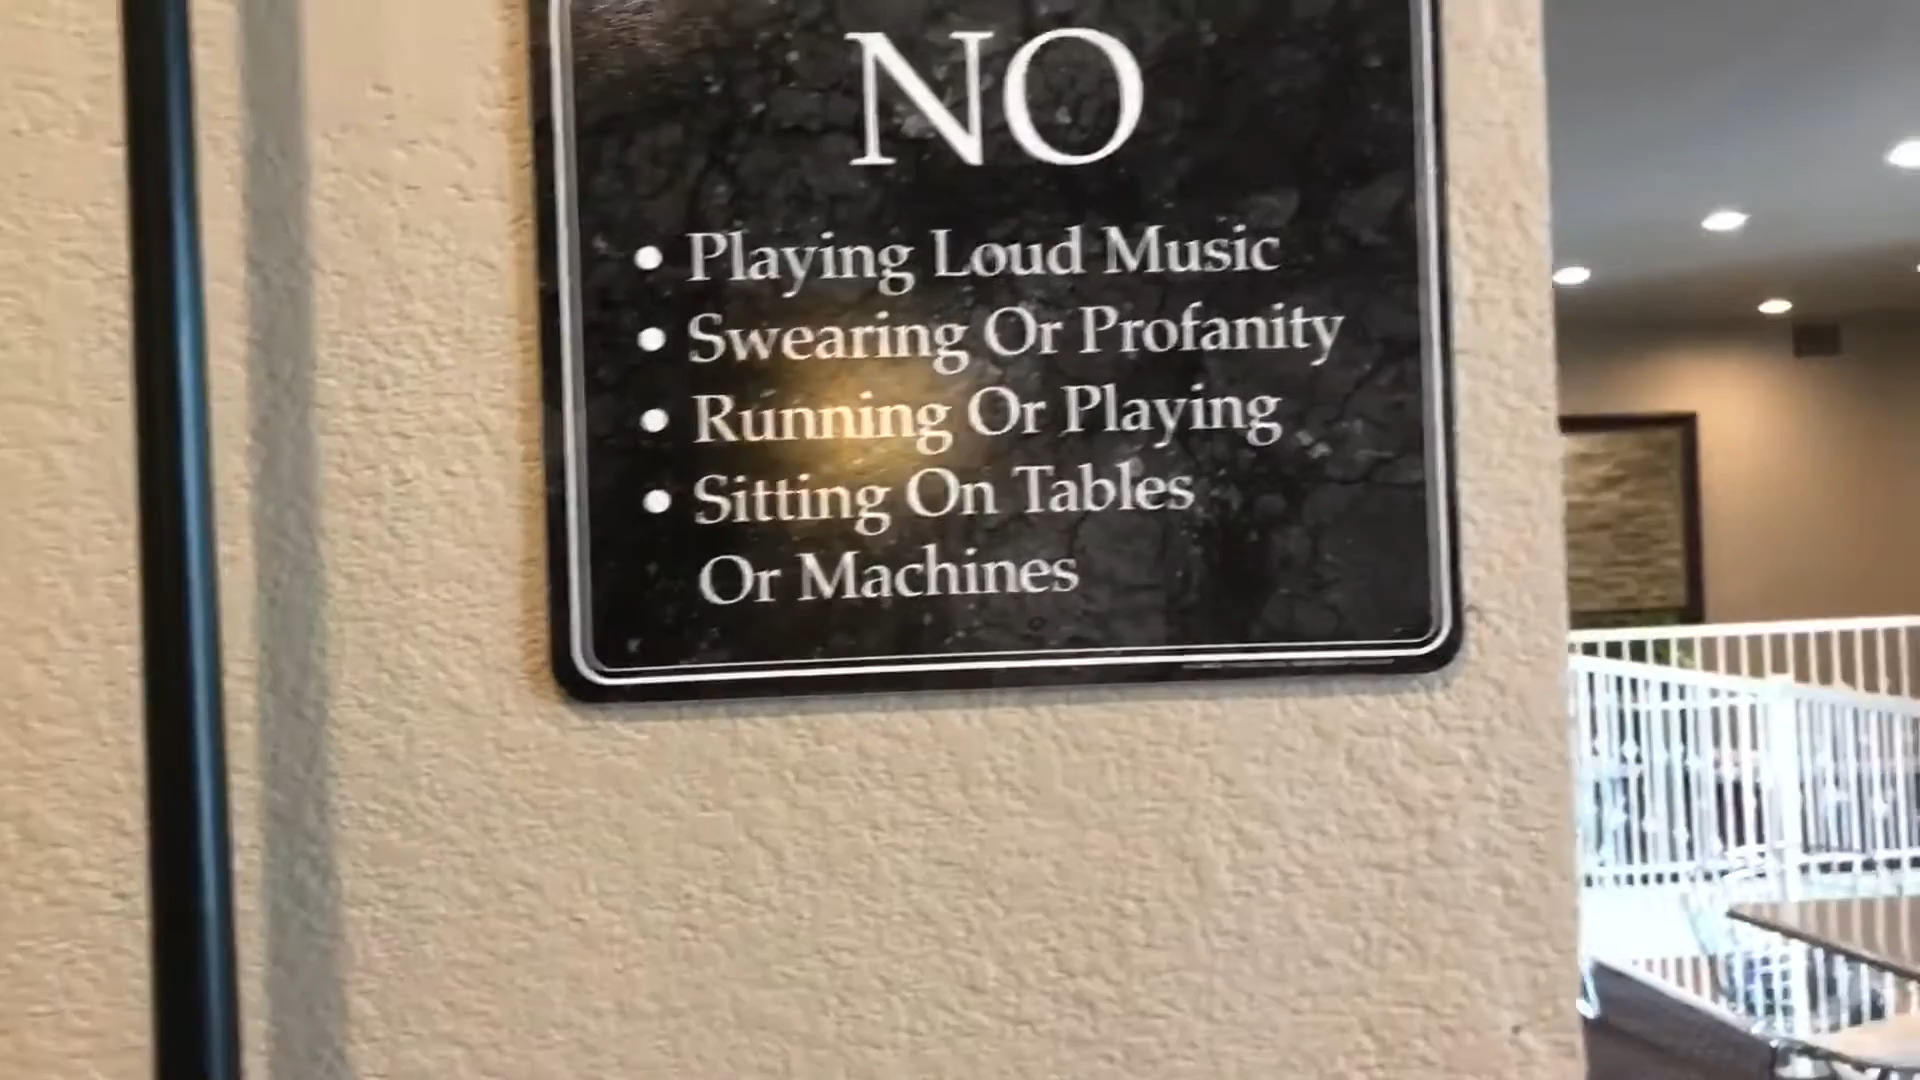 NO
• Playing Loud Music
• Swearing Or Profanity
• Running Or Playing
• Sitting On Tables
Or Machines